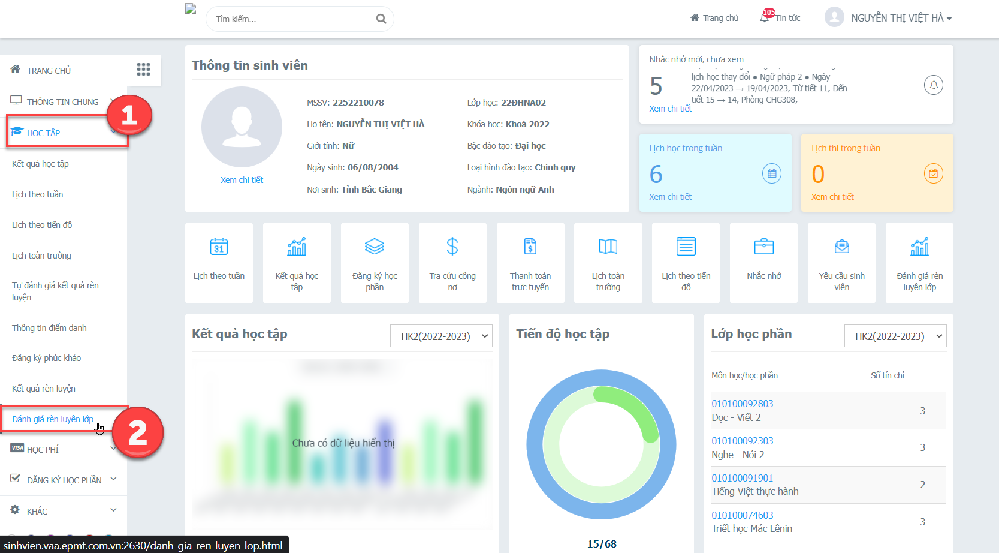 Tìm kiếm...
Trang chủ
105
Tin tức
NGUYỄN THỊ VIỆT HÀ
TRANG CHỦ
THÔNG TIN CHUNG
1
HỌC TẬP
Kết quả học tập
Lịch theo tuần
Lịch theo tiến độ
Lịch toàn trường
Tự đánh giá kết quả rèn
luyện
Thông tin điểm danh
Đăng ký phúc khảo
Kết quả rèn luyện
Đánh giá rèn luyện lớp
2
VISA
HỌC PHÍ
ĐĂNG KÝ HỌC PHẦN
KHÁC
sinhvien.vaa.epmt.com.vn:2630/danh-gia-ren-luyen-lop.html
Thông tin sinh viên
Xem chi tiết
MSSV: 2252210078
Họ tên: NGUYỄN THỊ VIỆT HÀ
Giới tính: Nữ
Ngày sinh: 06/08/2004
Nơi sinh: Tỉnh Bắc Giang
Lớp học: 22ĐHNA02
Khóa học: Khoá 2022
Bậc đào tạo: Đại học
Loại hình đào tạo: Chính quy
Ngành: Ngôn ngữ Anh
Nhắc nhở mới, chưa xem
5
lịch học thay đổi ● Ngữ pháp 2 ● Ngày
22/04/2023 → 19/04/2023, Từ tiết 11, Đến
tiết 15 → 14, Phòng CHG308,
Xem chi tiết
Lịch học trong tuần
6
Xem chi tiết
Lịch thi trong tuần
0
Xem chi tiết
31
Lịch theo tuần
Kết quả học
tập
Đăng ký học
phần
Tra cứu công
nợ
Thanh toán
trực tuyến
Lịch toàn
trường
Lịch theo tiến
độ
Nhắc nhở
Yêu cầu sinh
viên
Đánh giá rèn
luyện lớp
Kết quả học tập
HK2(2022-2023)
Chưa có dữ liệu hiển thị
Tiến độ học tập
15/68
Lớp học phần
HK2(2022-2023)
Môn học/học phần
Số tín chỉ
010100092803
Đọc - Viết 2
3
010100092303
Nghe - Nói 2
3
010100091901
Tiếng Việt thực hành
2
010100074603
Triết học Mác Lênin
3